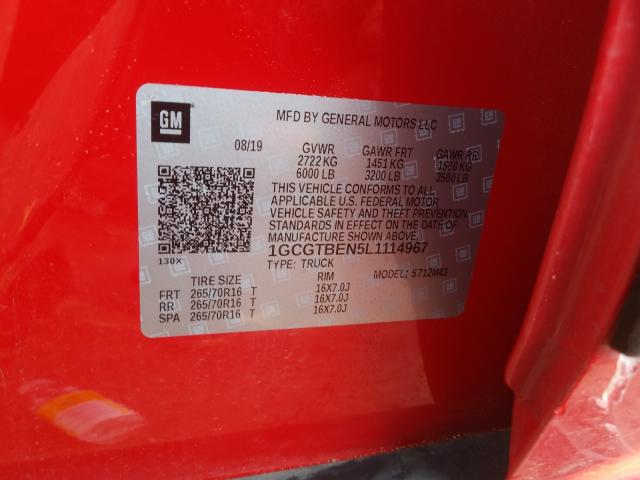 GM
MFD BY GENERAL MOTORS LLC
08/19 GVWR GAWR FRT GAWR RR
2722 KG 1451 KG 1588 KG
6000 LB 3200 LB 3500 LB
THIS VEHICLE CONFORMS TO ALL
APPLICABLE U.S. FEDERAL MOTOR
VEHICLE SAFETY AND THEFT PREVENTION
STANDARDS IN EFFECT ON THE DATE OF
MANUFACTURE SHOWN ABOVE.
130X 1GCGTBEN5L1114967
TYPE: TRUCK MODEL: 5712M43
TIRE SIZE RIM
FRT 265/70R16 T 16X7.0J
RR 265/70R16 T 16X7.0J
SPA 265/70R16 T 16X7.0J